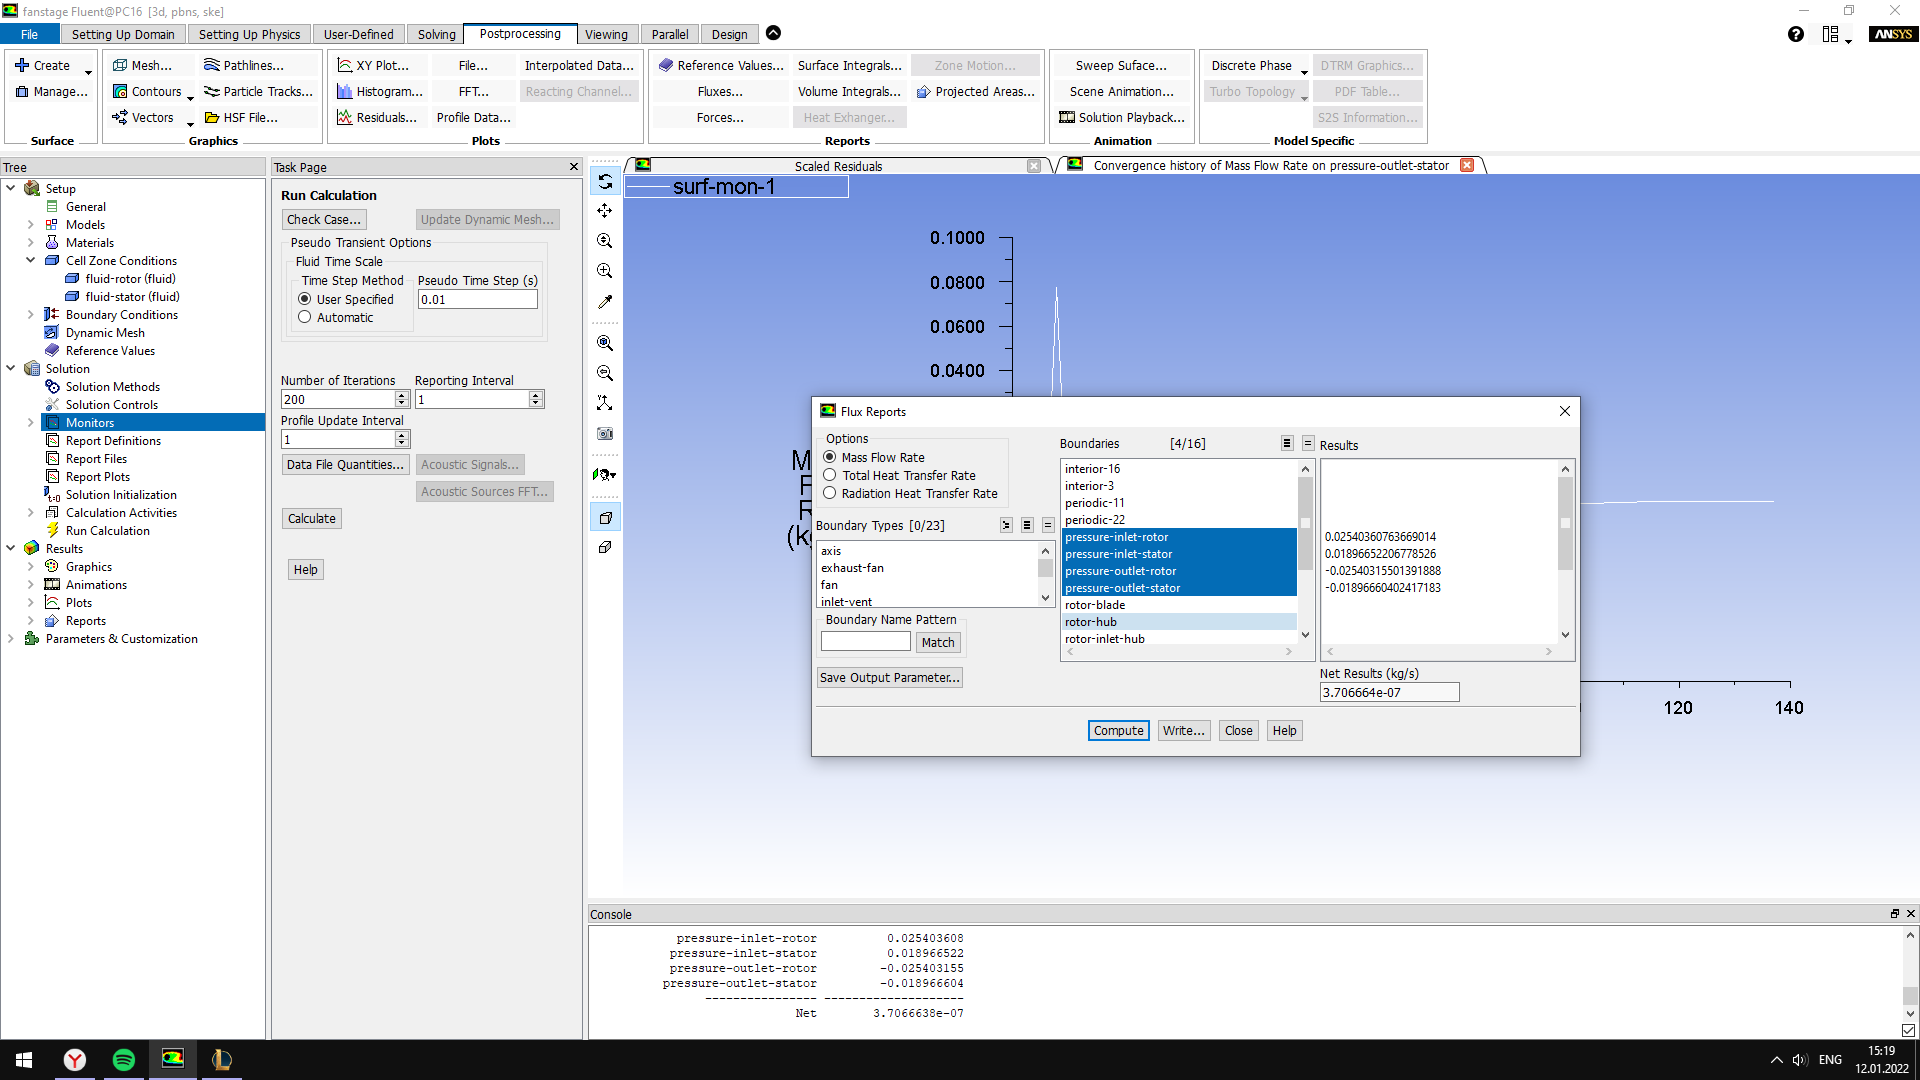 fanstage Fluent@PC16 [3d, pbns, ske]
File Setting Up Domain Setting Up Physics User-Defined Solving Postprocessing Viewing Parallel Design
ANSYS
Create Mesh... Pathlines... XY Plot... File... Interpolated Data... Reference Values... Surface Integrals... Zone Motion... Sweep Suface... Discrete Phase DTRM Graphics...
Manage... Contours Particle Tracks... Histogram... FFT... Reacting Channel... Fluxes... Volume Integrals... Projected Areas... Scene Animation... Turbo Topology PDF Table...
Vectors HSF File... Residuals... Profile Data... Forces... Heat Exhanger... Solution Playback... S2S Information...
Surface Graphics Plots Reports Animation Model Specific
Tree
Setup
General
Models
Materials
Cell Zone Conditions
fluid-rotor (fluid)
fluid-stator (fluid)
Boundary Conditions
Dynamic Mesh
Reference Values
Solution
Solution Methods
Solution Controls
Monitors
Report Definitions
Report Files
Report Plots
Solution Initialization
Calculation Activities
Run Calculation
Results
Graphics
Animations
Plots
Reports
Parameters & Customization
Task Page
Run Calculation
Check Case... Update Dynamic Mesh...
Pseudo Transient Options
Fluid Time Scale
Time Step Method Pseudo Time Step (s)
User Specified 0.01
Automatic
Number of Iterations Reporting Interval
200 1
Profile Update Interval
1
Data File Quantities... Acoustic Signals...
Acoustic Sources FFT...
Calculate
Help
Scaled Residuals Convergence history of Mass Flow Rate on pressure-outlet-stator
surf-mon-1
0.1000
0.0800
0.0600
0.0400
120 140
Flux Reports
Options
Mass Flow Rate
Total Heat Transfer Rate
Radiation Heat Transfer Rate
Boundary Types [0/23]
axis
exhaust-fan
fan
inlet-vent
Boundary Name Pattern
Match
Save Output Parameter...
Boundaries [4/16]
interior-16
interior-3
periodic-11
periodic-22
pressure-inlet-rotor
pressure-inlet-stator
pressure-outlet-rotor
pressure-outlet-stator
rotor-blade
rotor-hub
rotor-inlet-hub
Results
0.02540360763669014
0.01896652206778526
-0.02540315501391888
-0.01896660402417183
Net Results (kg/s)
3.706664e-07
Compute Write... Close Help
Console
pressure-inlet-rotor 0.025403608
pressure-inlet-stator 0.018966522
pressure-outlet-rotor -0.025403155
pressure-outlet-stator -0.018966604
---------------- --------------------
Net 3.7066638e-07
ENG
15:19
12.01.2022